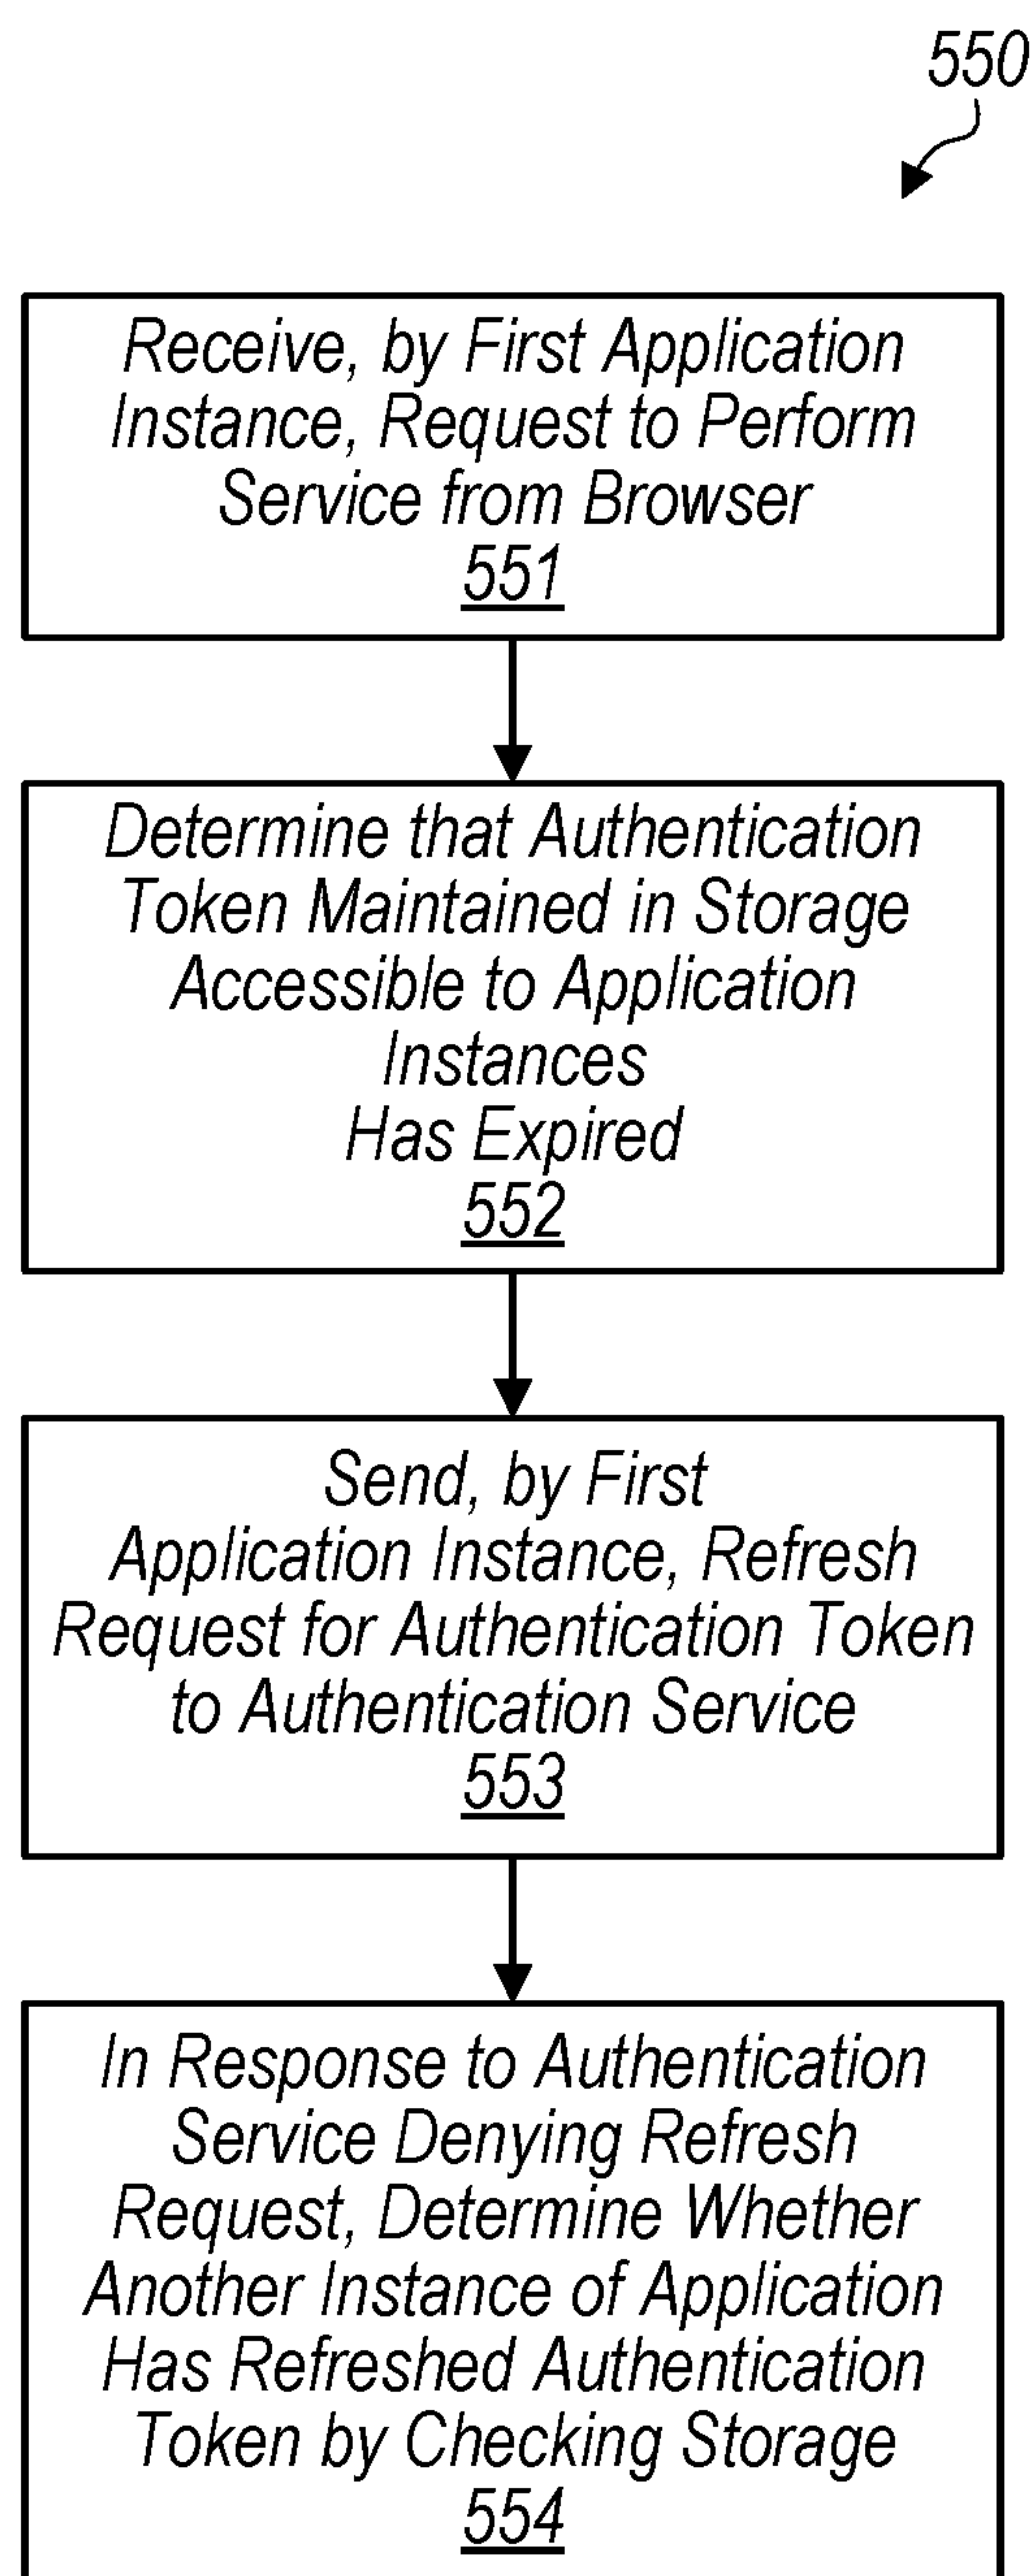 550
Receive, by First Application
Instance, Request to Perform
Service from Browser
551
Determine that Authentication
Token Maintained in Storage
Accessible to Application
Instances
Has Expired
552
Send, by First
Application Instance, Refresh
Request for Authentication Token
to Authentication Service
553
In Response to Authentication
Service Denying Refresh
Request, Determine Whether
Another Instance of Application
Has Refreshed Authentication
Token by Checking Storage
554